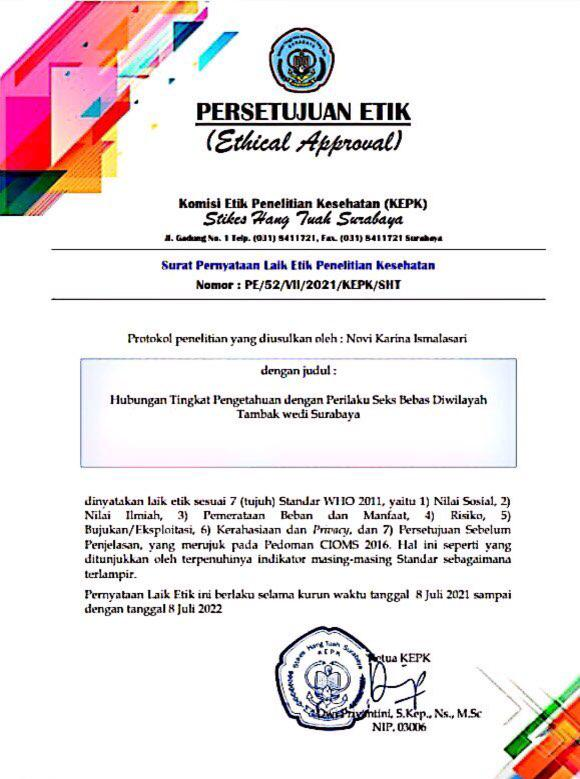 PERSETUJUAN ETIK
(Ethical Approval)
Komisi Etik Penelitian Kesehatan (KEPK)
Stikes Hang Tuah Surabaya
Jl. Gadung No. 1 Telp. (031) 8411721, Fax. (031) 8411721 Surabaya
Surat Pernyataan Laik Etik Penelitian Kesehatan
Nomor : PE/52/VII/2021/KEPK/SHT
Protokol penelitian yang diusulkan oleh : Novi Karina Ismalasari
dengan judul :
Hubungan Tingkat Pengetahuan dengan Perilaku Seks Bebas Diwilayah
Tambak wedi Surabaya
dinyatakan laik etik sesuai 7 (tujuh) Standar WHO 2011, yaitu 1) Nilai Sosial, 2)
Nilai Ilmiah, 3) Pemerataan Beban dan Manfaat, 4) Risiko, 5)
Bujukan/Eksploitasi, 6) Kerahasiaan dan Privacy, dan 7) Persetujuan Sebelum
Penjelasan, yang merujuk pada Pedoman CIOMS 2016. Hal ini seperti yang
ditunjukkan oleh terpenuhinya indikator masing-masing Standar sebagaimana
terlampir.
Pernyataan Laik Etik ini berlaku selama kurun waktu tanggal 8 Juli 2021 sampai
dengan tanggal 8 Juli 2022
Stikes Hang Tuah Surabaya
KEPK
Ketua KEPK
Priyantini, S.Kep., Ns., M.Sc
NIP. 03006